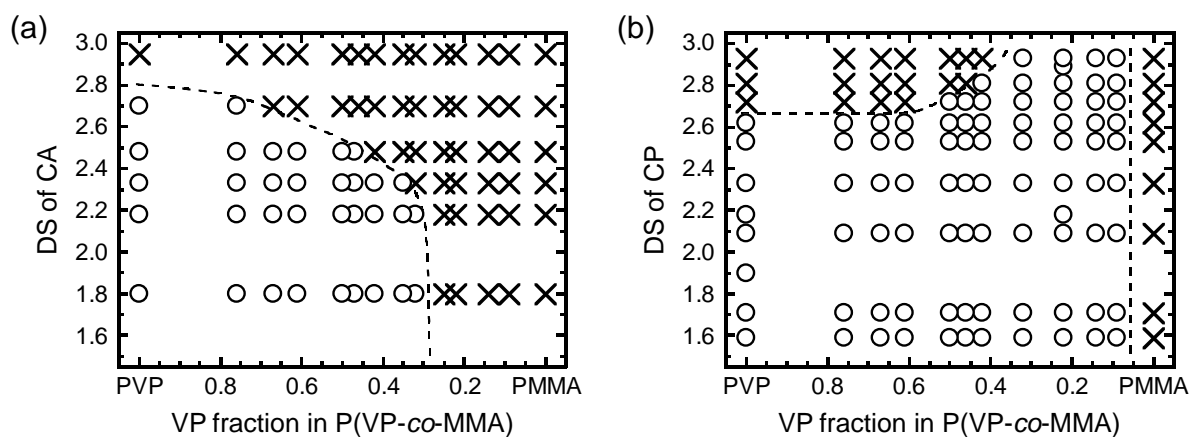 (a)
3.0
2.8
2.6
2.4
2.2
2.0
1.8
1.6
DS of CA
PVP 0.8 0.6 0.4 0.2 PMMA
VP fraction in P(VP-co-MMA)
(b)
3.0
2.8
2.6
2.4
2.2
2.0
1.8
1.6
DS of CP
PVP 0.8 0.6 0.4 0.2 PMMA
VP fraction in P(VP-co-MMA)